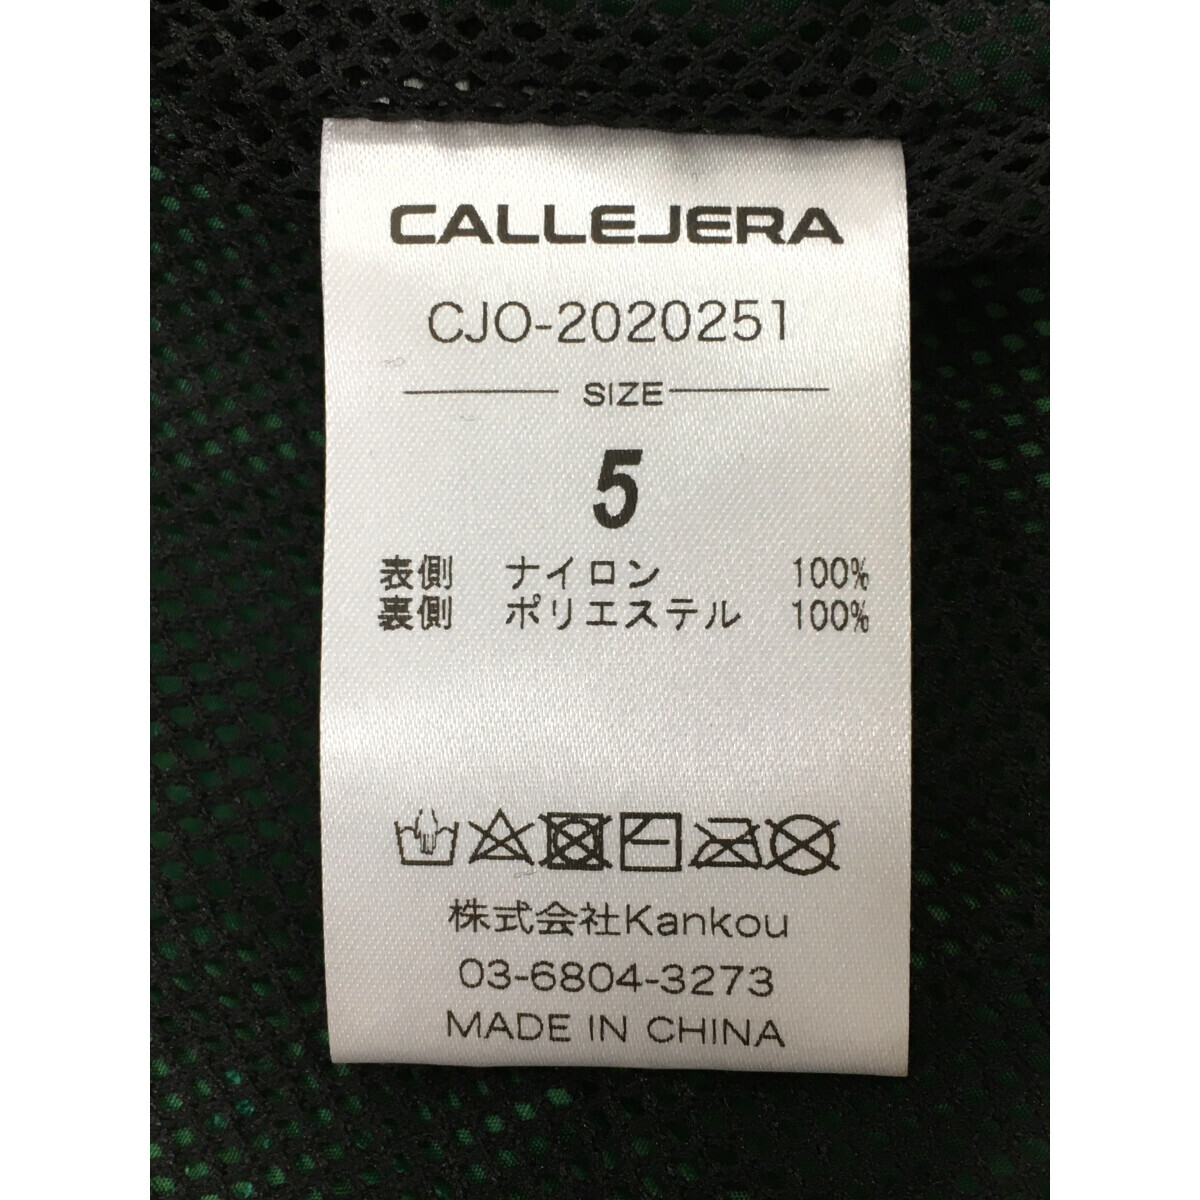 CALLEJERA
CJO-2020251
SIZE
5
表側 ナイロン 100%
裏側 ポリエステル 100%
株式会社Kankou
03-6804-3273
MADE IN CHINA